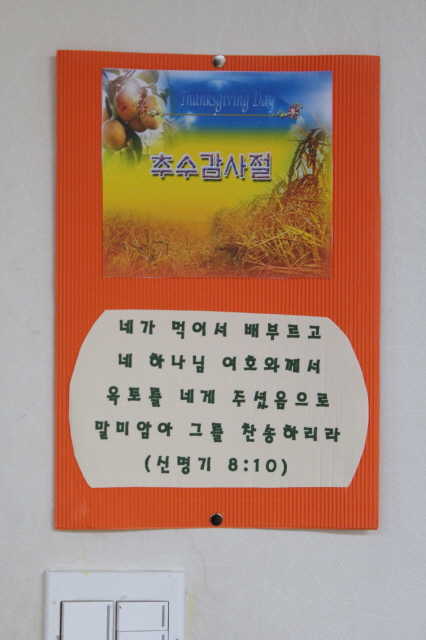 Thanksgiving Day
추수감사절
네가 먹어서 배부르고
네 하나님 여호와께서
옥토를 네게 주셨음으로
말미암아 그를 찬송하리라
(신명기 8:10)